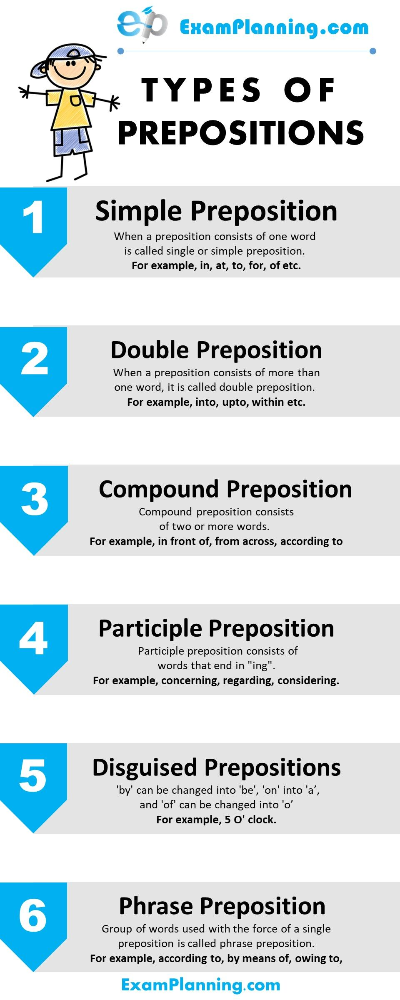 ep ExamPlanning.com
TYPES OF
PREPOSITIONS
1
Simple Preposition
When a preposition consists of one word
is called single or simple preposition.
For example, in, at, to, for, of etc.
2
Double Preposition
When a preposition consists of more than
one word, it is called double preposition.
For example, into, upto, within etc.
3
Compound Preposition
Compound preposition consists
of two or more words.
For example, in front of, from across, according to
4
Participle Preposition
Participle preposition consists of
words that end in "ing".
For example, concerning, regarding, considering.
5
Disguised Prepositions
'by' can be changed into 'be', 'on' into 'a’,
and 'of' can be changed into 'o’
For example, 5 O' clock.
6
Phrase Preposition
Group of words used with the force of a single
preposition is called phrase preposition.
For example, according to, by means of, owing to,
ExamPlanning.com